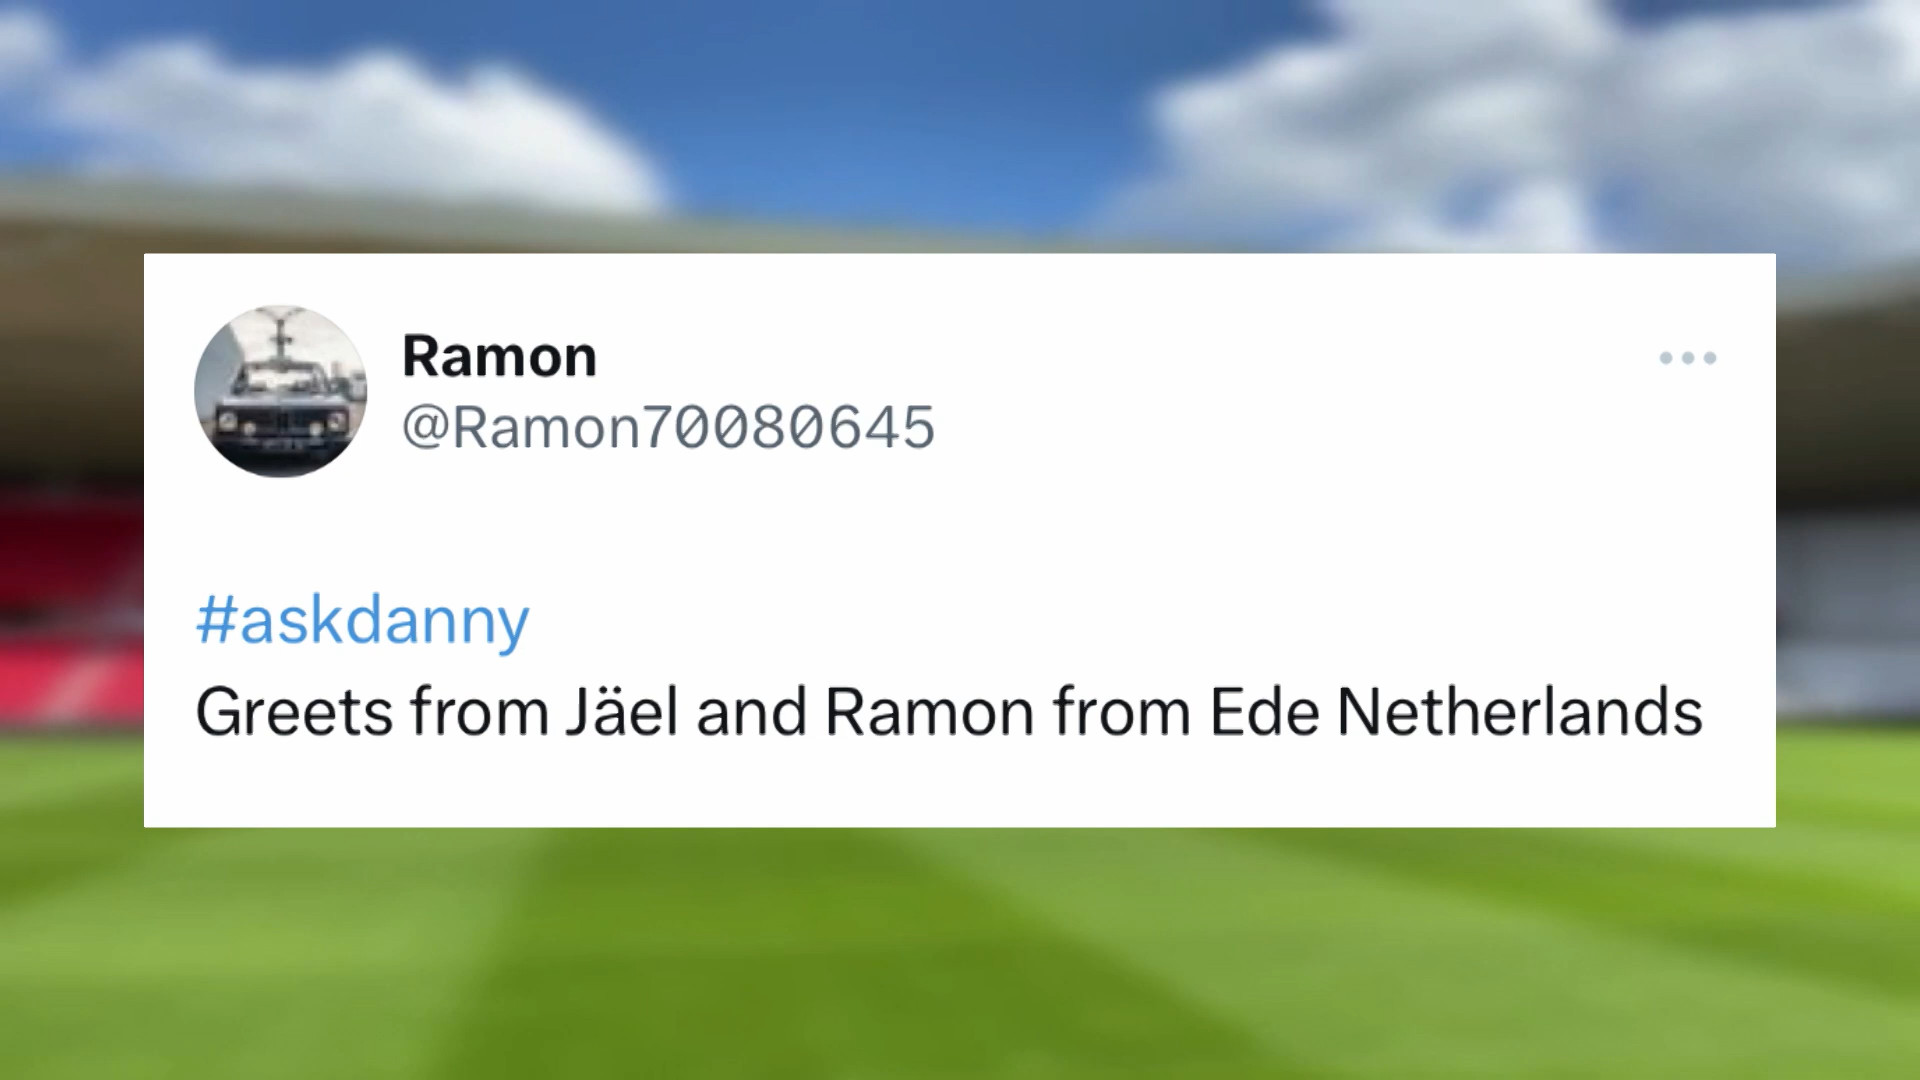 Ramon
@Ramon70080645
#askdanny
Greets from Jäel and Ramon from Ede Netherlands